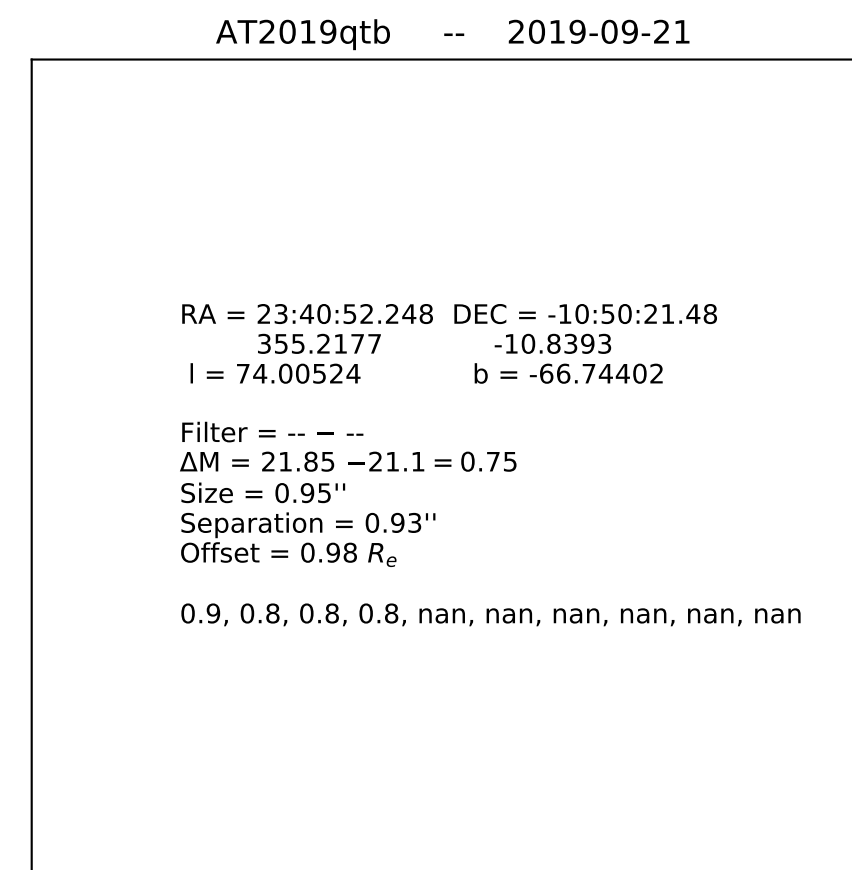 AT2019qtb -- 2019-09-21
RA = 23:40:52.248 DEC = -10:50:21.48
355.2177 -10.8393
l = 74.00524 b = -66.74402
Filter = -- − --
ΔM = 21.85 −21.1 = 0.75
Size = 0.95''
Separation = 0.93''
Offset = 0.98 Rₑ
0.9, 0.8, 0.8, 0.8, nan, nan, nan, nan, nan, nan